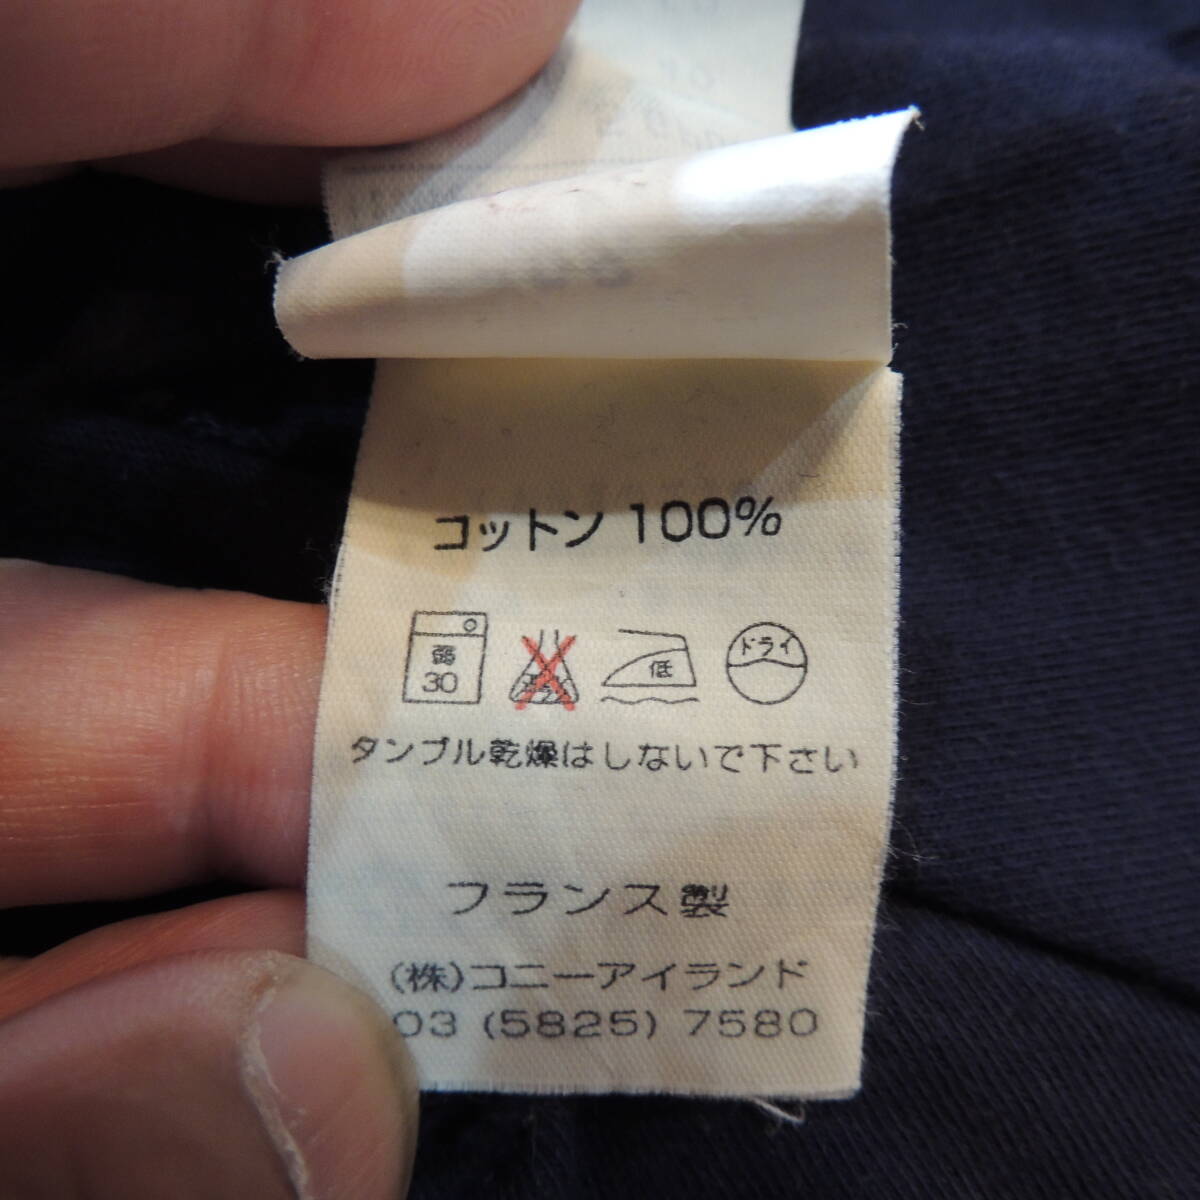 コットン 100%
弱 低 ドライ
30
タンブル乾燥はしないで下さい
フランス製
(株)コニーアイランド
03 (5825) 7580